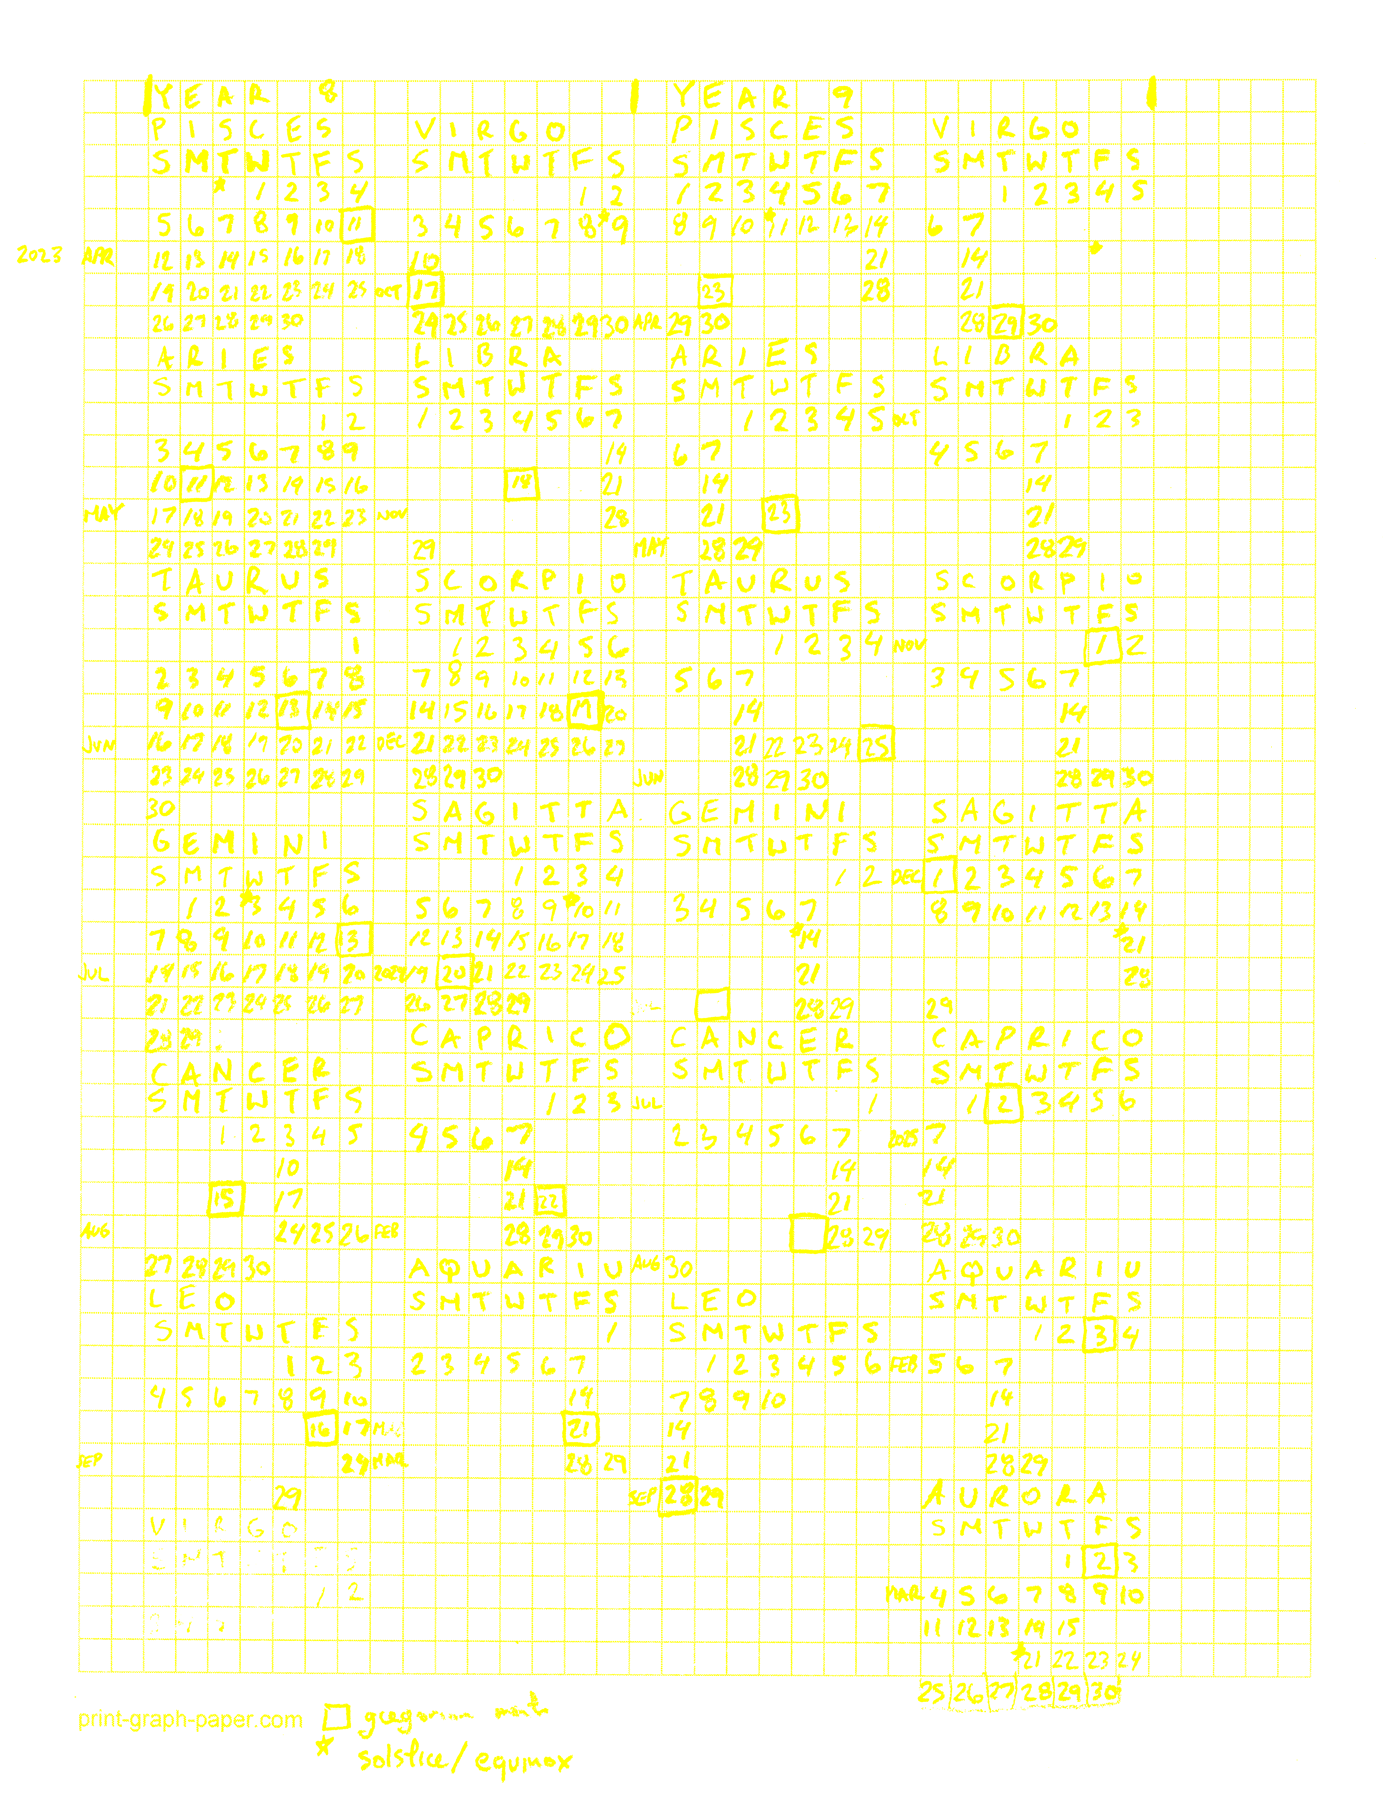 YEAR 8 YEAR 9
PISCES VIRGO PISCES VIRGO
SMTWTFS SMTWTFS SMTWTFS SMTWTFS
* 1 2 3 4 1 2 1 2 3 4 5 6 7 1 2 3 4 5
5 6 7 8 9 10 11 3 4 5 6 7 8 * 9 8 9 10 * 11 12 13 14 6 7
2023 APR 12 13 14 15 16 17 18 10 21 14 *
19 20 21 22 23 24 25 OCT 17 23 28 21
26 27 28 29 30 24 25 26 27 28 29 30 APR 29 30 28 29 30
ARIES LIBRA ARIES LIBRA
SMTWTFS SMTWTFS SMTWTFS SMTWTFS
1 2 1 2 3 4 5 6 7 1 2 3 4 5 OCT 1 2 3
3 4 5 6 7 8 9 14 6 7 4 5 6 7
10 11 12 13 14 15 16 18 21 14 14
MAY 17 18 19 20 21 22 23 NOV 28 21 23 21
24 25 26 27 28 29 29 MAY 28 29 28 29
TAURUS SCORPIO TAURUS SCORPIO
SMTWTFS SMTWTFS SMTWTFS SMTWTFS
1 1 2 3 4 5 6 1 2 3 4 NOV 1 2
2 3 4 5 6 7 8 7 8 9 10 11 12 13 5 6 7 3 4 5 6 7
9 10 11 12 13 14 15 14 15 16 17 18 19 20 14 14
JUN 16 17 18 19 20 21 22 DEC 21 22 23 24 25 26 27 21 22 23 24 25 21
23 24 25 26 27 28 29 28 29 30 JUN 28 29 30 28 29 30
30 SAGITTA GEMINI SAGITTA
GEMINI SMTWTFS SMTWTFS SMTWTFS
SMTWTFS 1 2 3 4 1 2 DEC 1 2 3 4 5 6 7
1 2 * 3 4 5 6 5 6 7 8 9 * 10 11 3 4 5 6 7 8 9 10 11 12 13 14
7 8 9 10 11 12 13 12 13 14 15 16 17 18 * 14 * 21
JUL 14 15 16 17 18 19 20 2024 19 20 21 22 23 24 25 21 28
21 22 23 24 25 26 27 26 27 28 29 28 29 29
28 29 CAPRICO CANCER CAPRICO
CANCER SMTWTFS SMTWTFS SMTWTFS
SMTWTFS 1 2 3 JUL 1 1 2 3 4 5 6
1 2 3 4 5 4 5 6 7 2 3 4 5 6 7 2025 7
10 14 14 14
15 17 21 22 21 21
AUG 24 25 26 FEB 28 29 30 28 29 28 29 30
27 28 29 30 AQUARIU AUG 30 AQUARIU
LEO SMTWTFS LEO SMTWTFS
SMTWTFS 1 SMTWTFS 1 2 3 4
1 2 3 2 3 4 5 6 7 1 2 3 4 5 6 FEB 5 6 7
4 5 6 7 8 9 10 14 7 8 9 10 14
16 17 21 14 21
SEP MAR 28 29 21 28 29
29 SEP 28 29 AURORA
VIRGO SMTWTFS
1 2 3
1 2 MAR 4 5 6 7 8 9 10
11 12 13 14 15
* 21 22 23 24
25 26 27 28 29 30
print-graph-paper.com gregorian month
* solstice/equinox